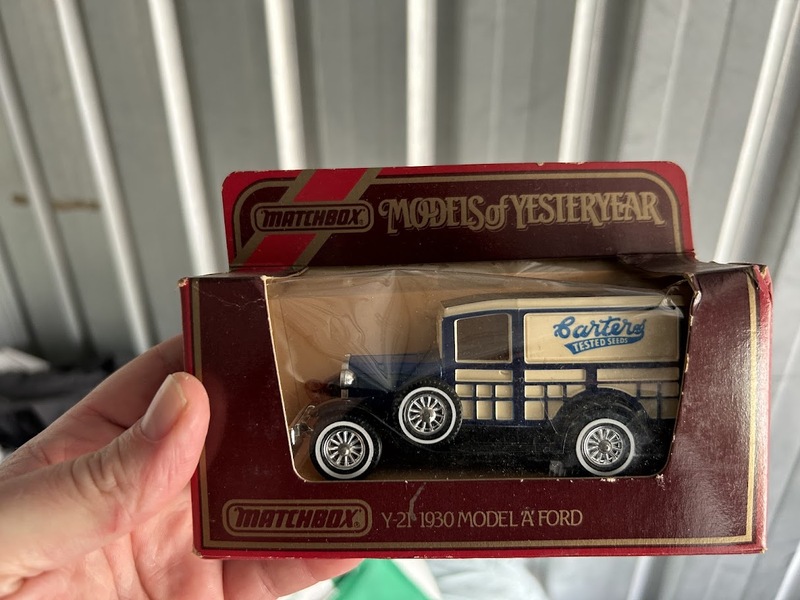 MATCHBOX
MODELS of YESTERYEAR
Carters
TESTED SEEDS
MATCHBOX
Y-21 1930 MODEL 'A' FORD